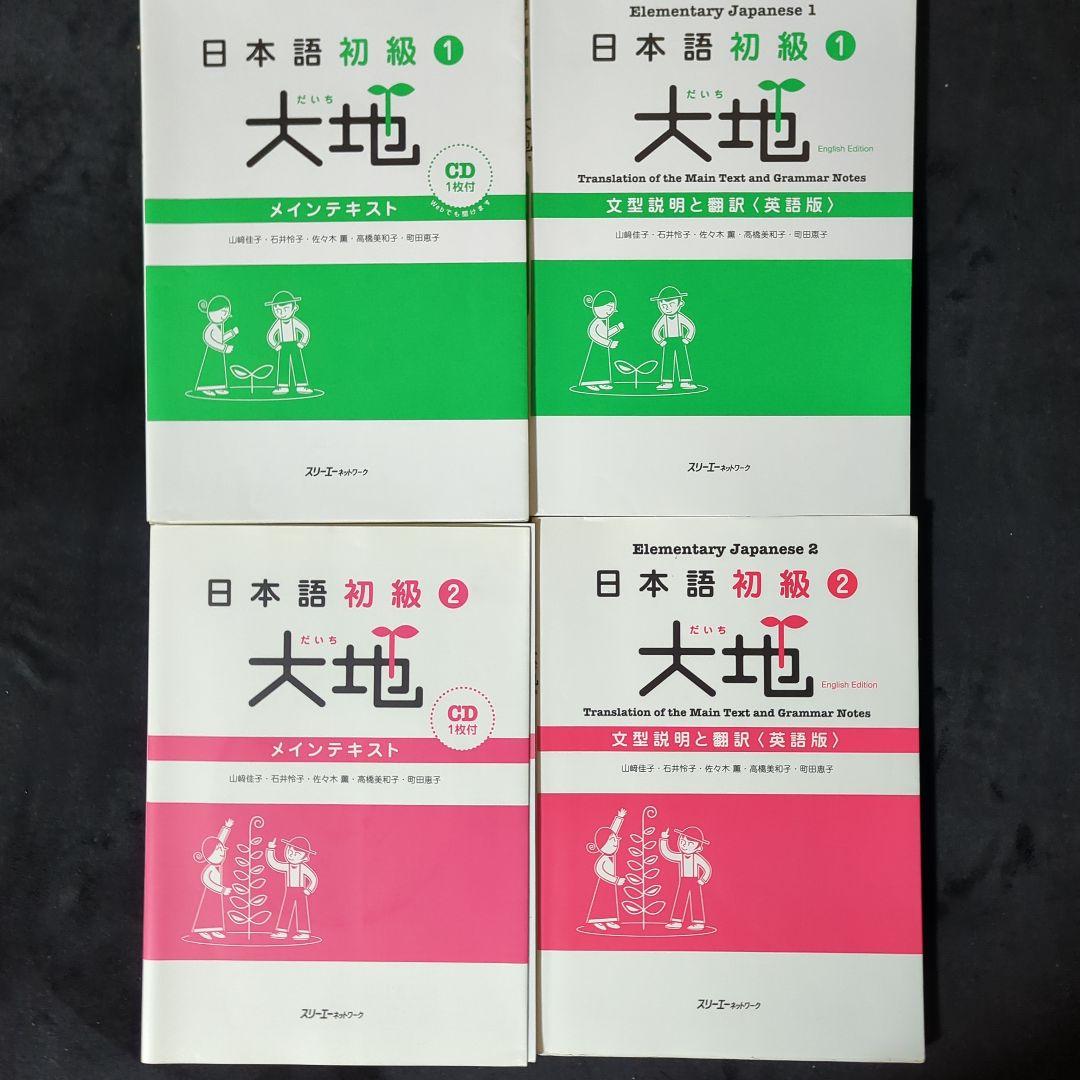 日本語初級1
だいち
大地
CD
1枚付
Webでも聞けます
メインテキスト
山﨑佳子・石井怜子・佐々木 薫・高橋美和子・町田恵子
スリーエーネットワーク
Elementary Japanese 1
日本語初級1
だいち
大地
English Edition
Translation of the Main Text and Grammar Notes
文型説明と翻訳〈英語版〉
山﨑佳子・石井怜子・佐々木 薫・高橋美和子・町田恵子
スリーエーネットワーク
日本語初級2
だいち
大地
CD
1枚付
メインテキスト
山﨑佳子・石井怜子・佐々木 薫・高橋美和子・町田恵子
スリーエーネットワーク
Elementary Japanese 2
日本語初級2
だいち
大地
English Edition
Translation of the Main Text and Grammar Notes
文型説明と翻訳〈英語版〉
山﨑佳子・石井怜子・佐々木 薫・高橋美和子・町田恵子
スリーエーネットワーク